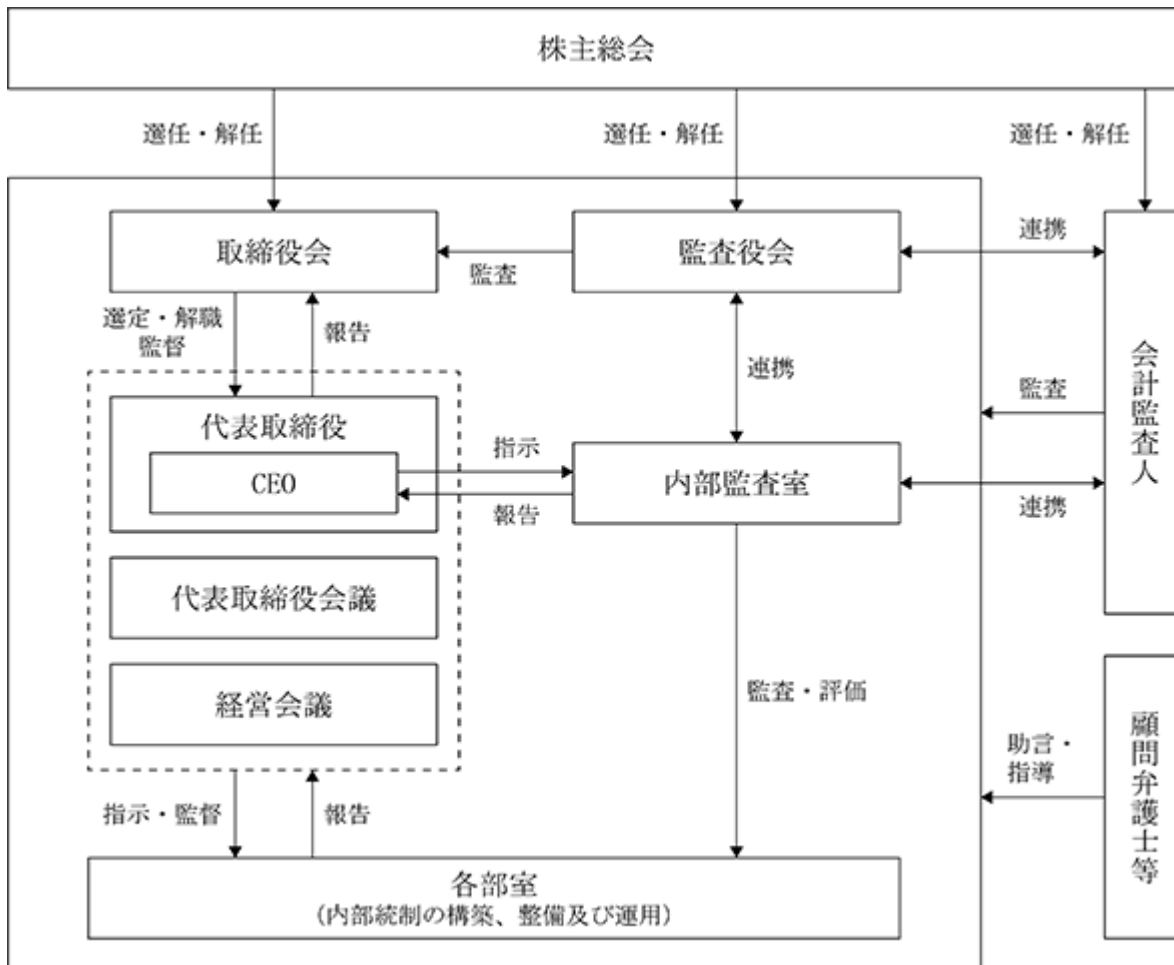 株主総会
選任・解任
選任・解任
選任・解任
取締役会
監査
監査役会
連携
選定・解職
監督
報告
連携
会計監査人
監査
代表取締役
CEO
指示
報告
内部監査室
連携
代表取締役会議
経営会議
監査・評価
顧問弁護士等
助言・
指導
指示・監督
報告
各部室
（内部統制の構築、整備及び運用）